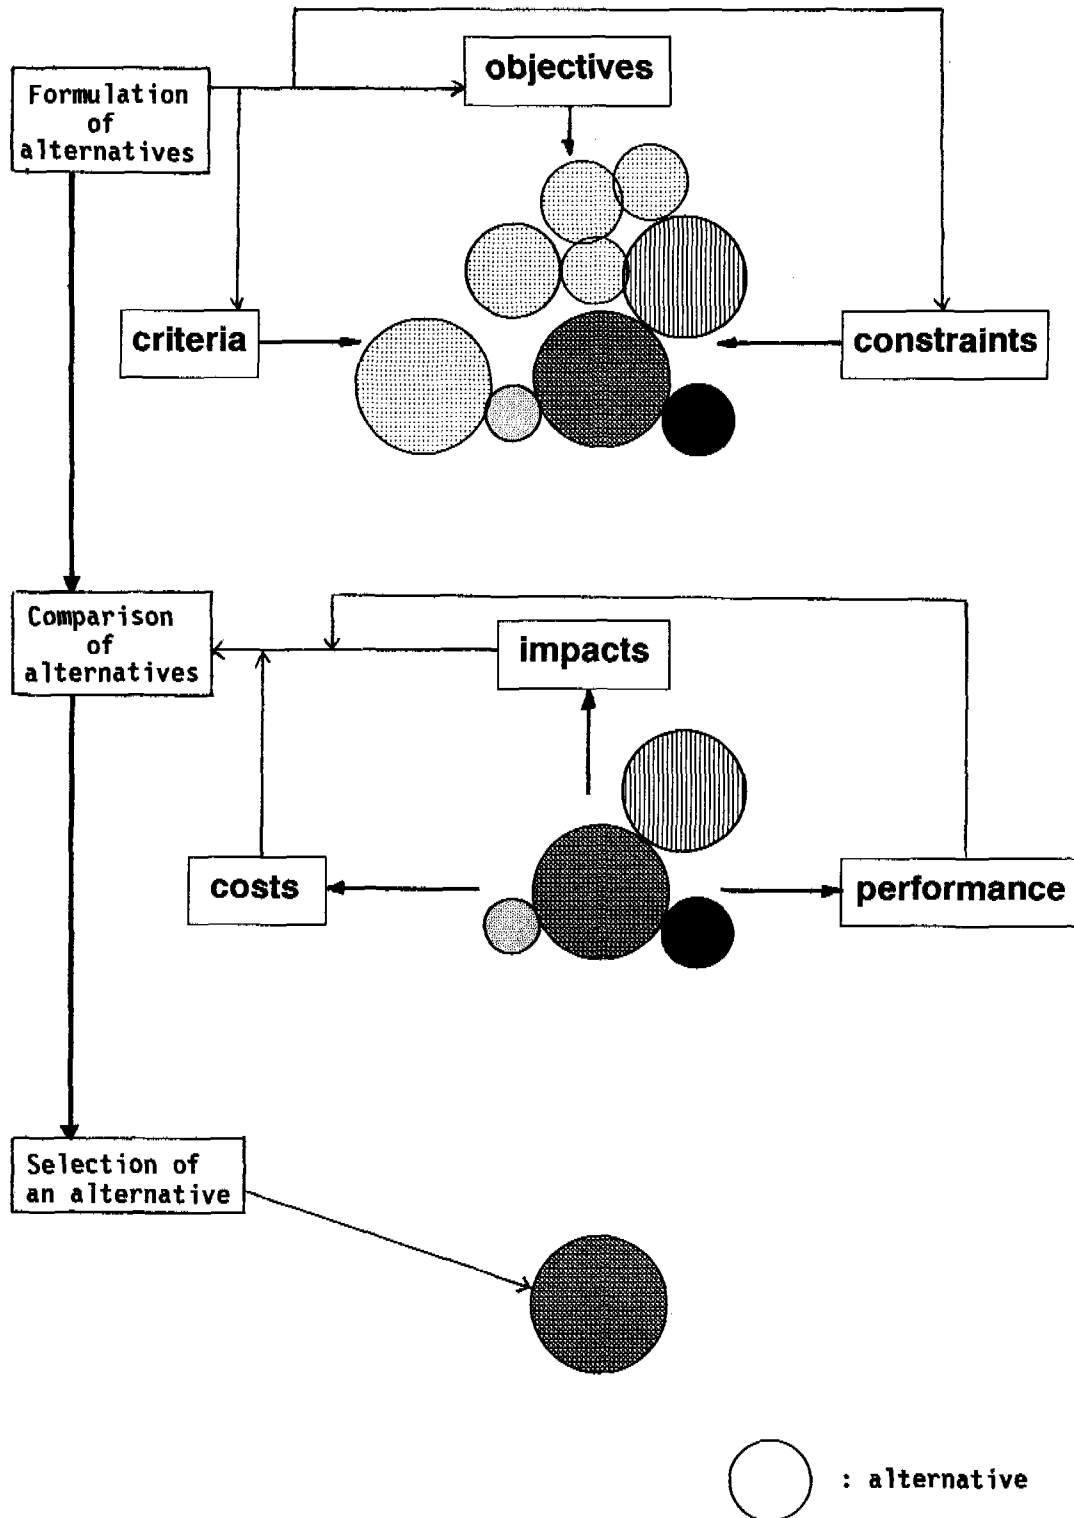 objectives
Formulation
of
alternatives
criteria
constraints
Comparison
of
alternatives
impacts
costs
performance
Selection of
an alternative
: alternative